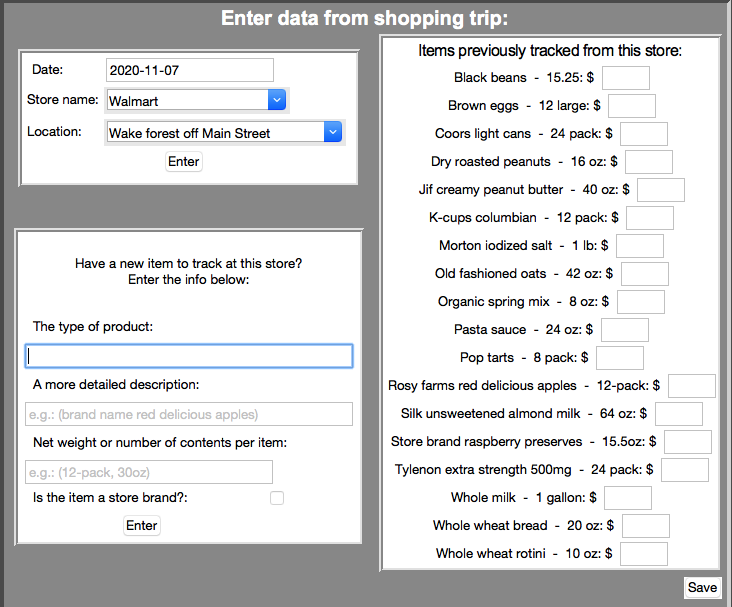 Enter data from shopping trip:
Date: 2020-11-07
Store name: Walmart
Location: Wake forest off Main Street
Enter
Have a new item to track at this store?
Enter the info below:
The type of product:
A more detailed description:
e.g.: (brand name red delicious apples)
Net weight or number of contents per item:
e.g.: (12-pack, 30oz)
Is the item a store brand?:
Enter
Items previously tracked from this store:
Black beans - 15.25: $
Brown eggs - 12 large: $
Coors light cans - 24 pack: $
Dry roasted peanuts - 16 oz: $
Jif creamy peanut butter - 40 oz: $
K-cups columbian - 12 pack: $
Morton iodized salt - 1 lb: $
Old fashioned oats - 42 oz: $
Organic spring mix - 8 oz: $
Pasta sauce - 24 oz: $
Pop tarts - 8 pack: $
Rosy farms red delicious apples - 12-pack: $
Silk unsweetened almond milk - 64 oz: $
Store brand raspberry preserves - 15.5oz: $
Tylenon extra strength 500mg - 24 pack: $
Whole milk - 1 gallon: $
Whole wheat bread - 20 oz: $
Whole wheat rotini - 10 oz: $
Save